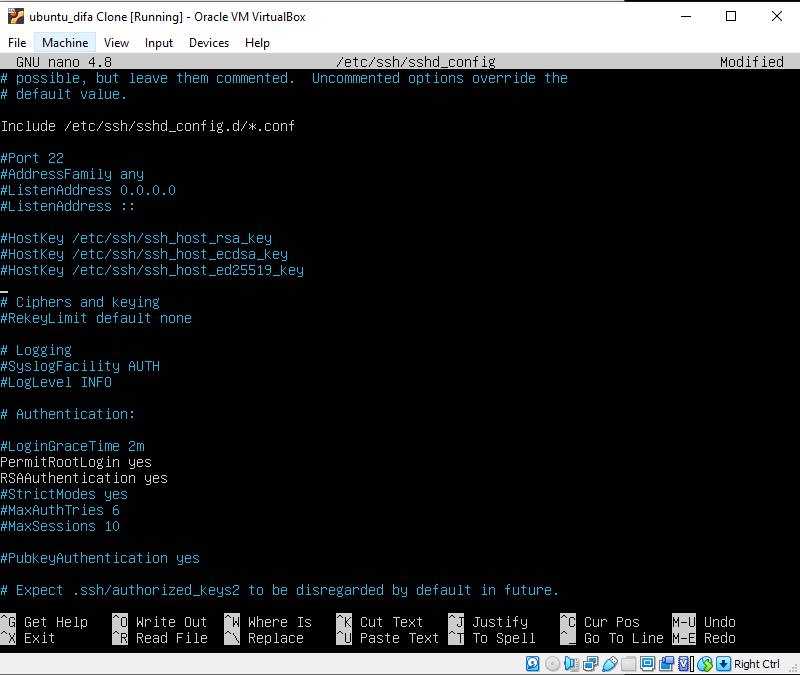 ubuntu_difa Clone [Running] - Oracle VM VirtualBox
File Machine View Input Devices Help
GNU nano 4.8 /etc/ssh/sshd_config Modified
# possible, but leave them commented.  Uncommented options override the
# default value.
Include /etc/ssh/sshd_config.d/*.conf
#Port 22
#AddressFamily any
#ListenAddress 0.0.0.0
#ListenAddress ::
#HostKey /etc/ssh/ssh_host_rsa_key
#HostKey /etc/ssh/ssh_host_ecdsa_key
#HostKey /etc/ssh/ssh_host_ed25519_key
# Ciphers and keying
#RekeyLimit default none
# Logging
#SyslogFacility AUTH
#LogLevel INFO
# Authentication:
#LoginGraceTime 2m
PermitRootLogin yes
RSAAuthentication yes
#StrictModes yes
#MaxAuthTries 6
#MaxSessions 10
#PubkeyAuthentication yes
# Expect .ssh/authorized_keys2 to be disregarded by default in future.
^G Get Help ^O Write Out ^W Where Is ^K Cut Text ^J Justify ^C Cur Pos M-U Undo
^X Exit ^R Read File ^\ Replace ^U Paste Text ^T To Spell ^_ Go To Line M-E Redo
Right Ctrl